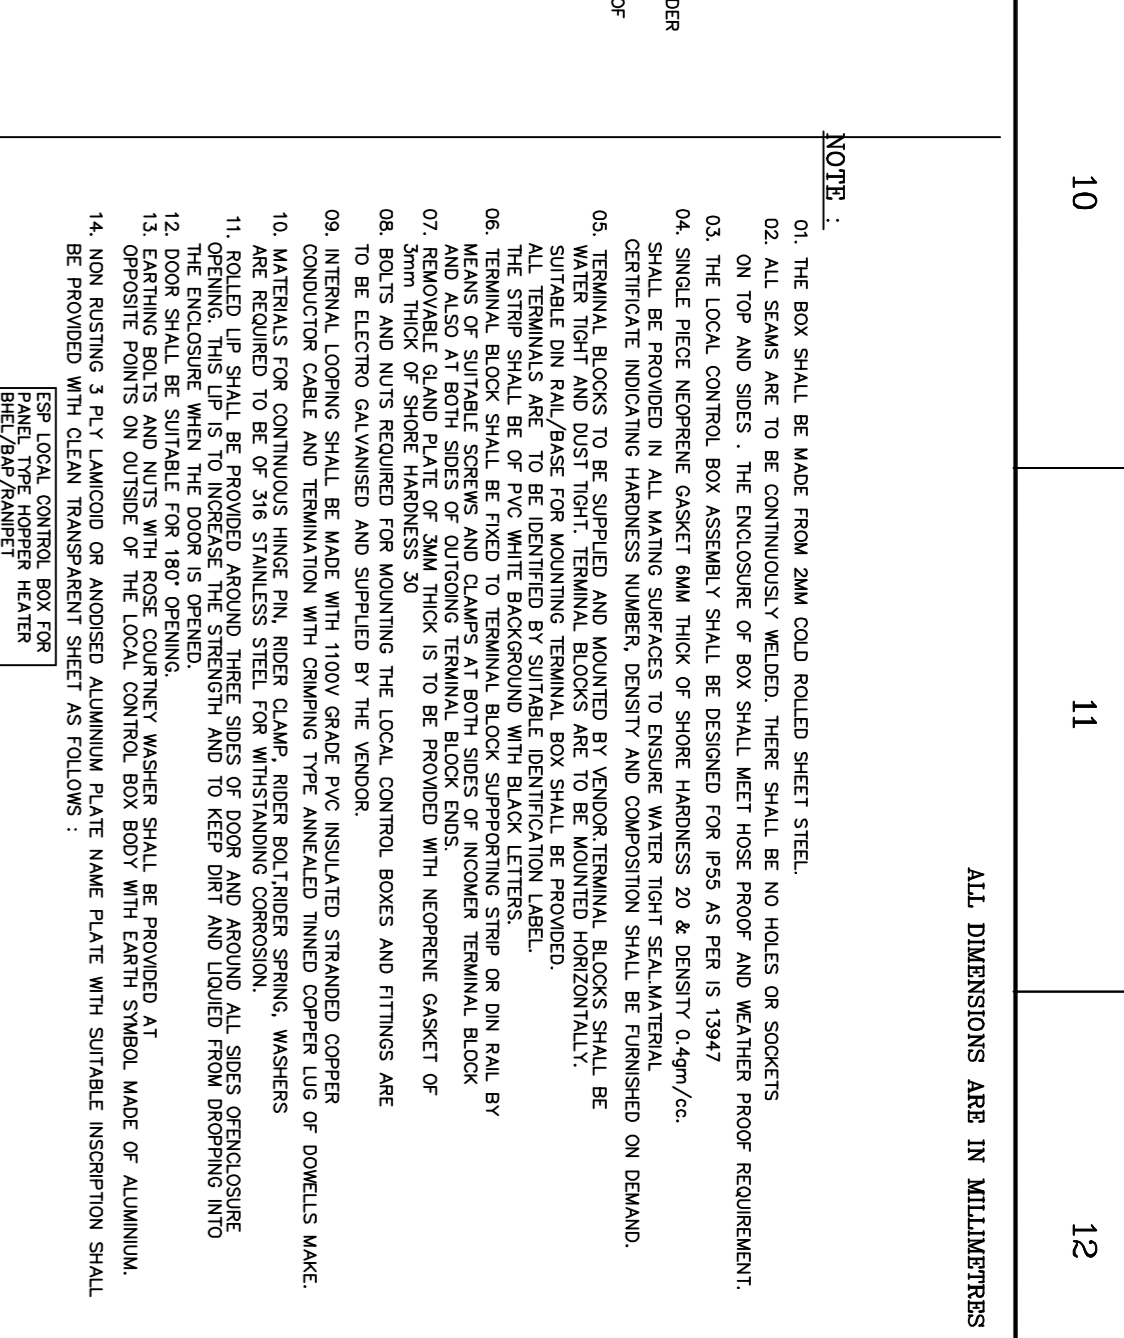 10
11
12
ALL DIMENSIONS ARE IN MILLIMETRES
DER
OF
NOTE :
01. THE BOX SHALL BE MADE FROM 2MM COLD ROLLED SHEET STEEL.
02. ALL SEAMS ARE TO BE CONTINUOUSLY WELDED. THERE SHALL BE NO HOLES OR SOCKETS
ON TOP AND SIDES . THE ENCLOSURE OF BOX SHALL MEET HOSE PROOF AND WEATHER PROOF REQUIREMENT.
03. THE LOCAL CONTROL BOX ASSEMBLY SHALL BE DESIGNED FOR IP55 AS PER IS 13947
04. SINGLE PIECE NEOPRENE GASKET 6MM THICK OF SHORE HARDNESS 20 & DENSITY 0.4gm/cc.
SHALL BE PROVIDED IN ALL MATING SURFACES TO ENSURE WATER TIGHT SEAL.MATERIAL
CERTIFICATE INDICATING HARDNESS NUMBER, DENSITY AND COMPOSITION SHALL BE FURNISHED ON DEMAND.
05. TERMINAL BLOCKS TO BE SUPPLIED AND MOUNTED BY VENDOR.TERMINAL BLOCKS SHALL BE
WATER TIGHT AND DUST TIGHT. TERMINAL BLOCKS ARE TO BE MOUNTED HORIZONTALLY.
SUITABLE DIN RAIL/BASE FOR MOUNTING TERMINAL BOX SHALL BE PROVIDED.
ALL TERMINALS ARE TO BE IDENTIFIED BY SUITABLE IDENTIFICATION LABEL.
THE STRIP SHALL BE OF PVC WHITE BACKGROUND WITH BLACK LETTERS.
06. TERMINAL BLOCK SHALL BE FIXED TO TERMINAL BLOCK SUPPPORTING STRIP OR DIN RAIL BY
MEANS OF SUITABLE SCREWS AND CLAMPS AT BOTH SIDES OF INCOMER TERMINAL BLOCK
AND ALSO AT BOTH SIDES OF OUTGOING TERMINAL BLOCK ENDS.
07. REMOVABLE GLAND PLATE OF 3MM THICK IS TO BE PROVIDED WITH NEOPRENE GASKET OF
3mm THICK OF SHORE HARDNESS 30
08. BOLTS AND NUTS REQUIRED FOR MOUNTING THE LOCAL CONTROL BOXES AND FITTINGS ARE
TO BE ELECTRO GALVANISED AND SUPPLIED BY THE VENDOR.
09. INTERNAL LOOPING SHALL BE MADE WITH 1100V GRADE PVC INSULATED STRANDED COPPER
CONDUCTOR CABLE AND TERMINATION WITH CRIMPING TYPE ANNEALED TINNED COPPER LUG OF DOWELLS MAKE.
10. MATERIALS FOR CONTINUOUS HINGE PIN, RIDER CLAMP, RIDER BOLT,RIDER SPRING, WASHERS
ARE REQUIRED TO BE OF 316 STAINLESS STEEL FOR WITHSTANDING CORROSION.
11. ROLLED LIP SHALL BE PROVIDED AROUND THREE SIDES OF DOOR AND AROUND ALL SIDES OFENCLOSURE
OPENING. THIS LIP IS TO INCREASE THE STRENGTH AND TO KEEP DIRT AND LIQUIED FROM DROPPING INTO
THE ENCLOSURE WHEN THE DOOR IS OPENED.
12. DOOR SHALL BE SUITABLE FOR 180° OPENING.
13. EARTHING BOLTS AND NUTS WITH ROSE COURTNEY WASHER SHALL BE PROVIDED AT
OPPOSITE POINTS ON OUTSIDE OF THE LOCAL CONTROL BOX BODY WITH EARTH SYMBOL MADE OF ALUMINIUM.
14. NON RUSTING 3 PLY LAMICOID OR ANODISED ALUMINIUM PLATE NAME PLATE WITH SUITABLE INSCRIPTION SHALL
BE PROVIDED WITH CLEAN TRANSPARENT SHEET AS FOLLOWS :
ESP LOCAL CONTROL BOX FOR
PANEL TYPE HOPPER HEATER
BHEL/BAP/RANIPET